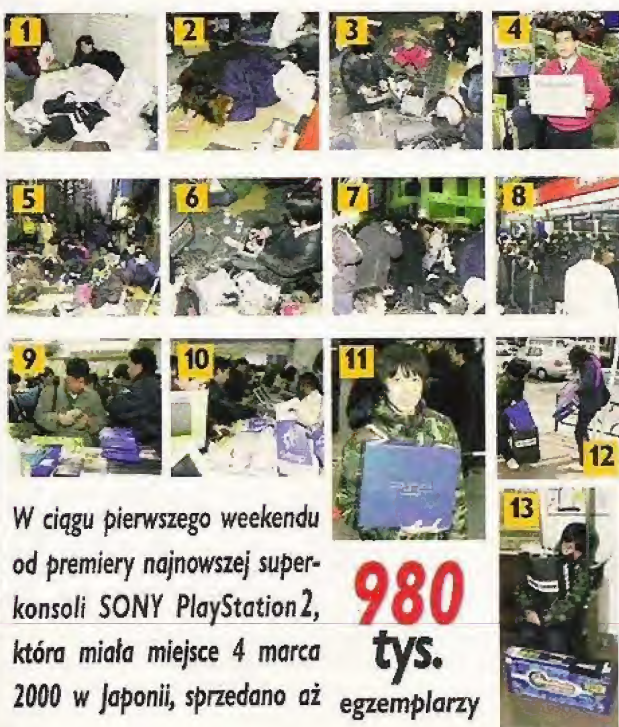 1
2
3
4
5
6
7
8
9
10
11
12
13
W ciągu pierwszego weekendu
od premiery najnowszej super-
konsoli SONY PlayStation2,
która miała miejsce 4 marca
2000 w Japonii, sprzedano aż
980
tys.
egzemplarzy